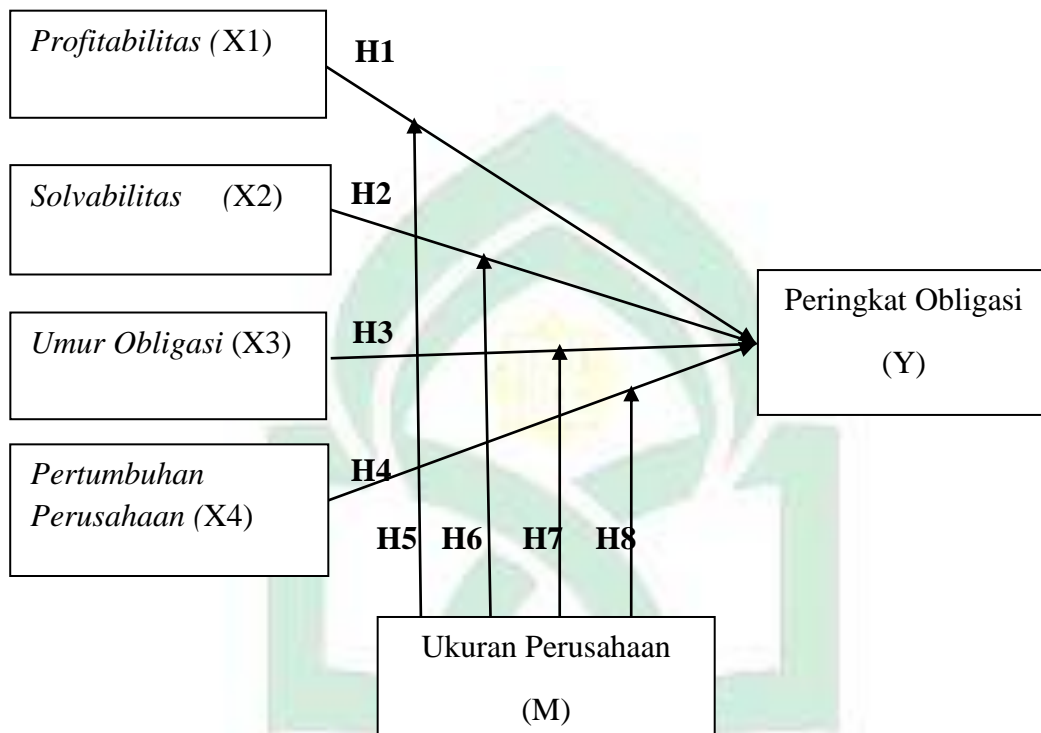 Profitabilitas (X1)
H1
Solvabilitas (X2)
H2
Peringkat Obligasi
(Y)
Umur Obligasi (X3)
H3
Pertumbuhan
Perusahaan (X4)
H4
H5 H6 H7 H8
Ukuran Perusahaan
(M)